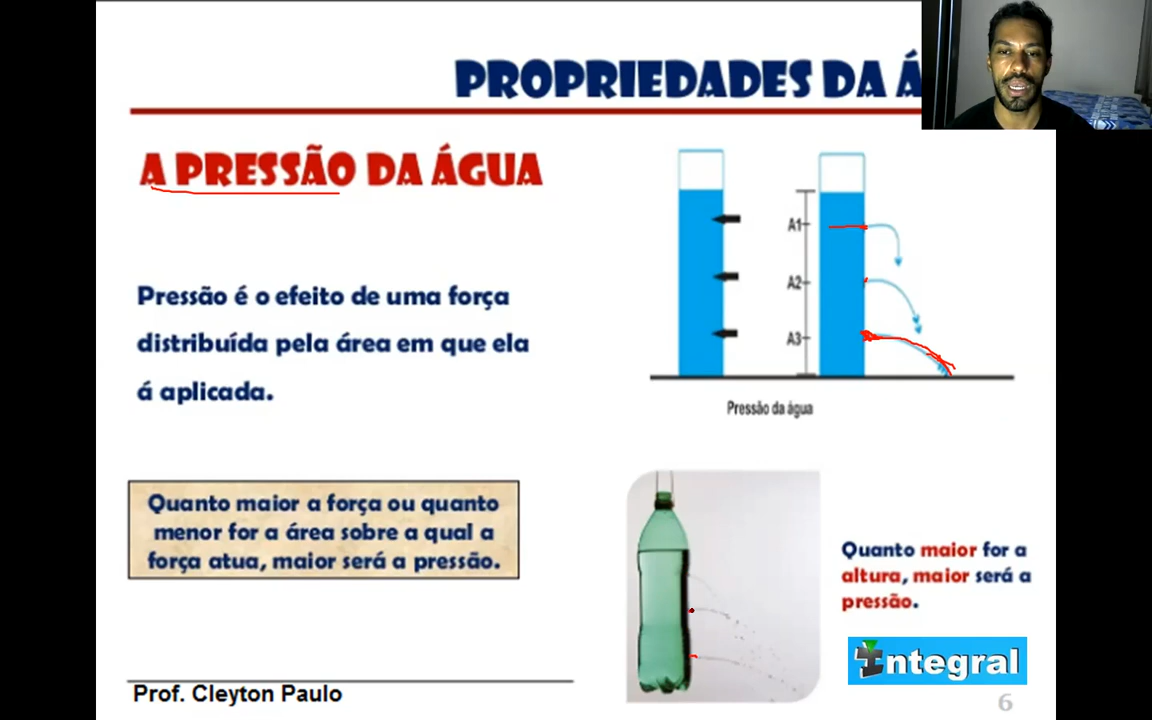 PROPRIEDADES DA Á
A PRESSÃO DA ÁGUA
Pressão é o efeito de uma força
distribuída pela área em que ela
á aplicada.
Quanto maior a força ou quanto
menor for a área sobre a qual a
força atua, maior será a pressão.
A1
A2
A3
Pressão da água
Quanto maior for a
altura, maior será a
pressão.
Integral
Prof. Cleyton Paulo
6